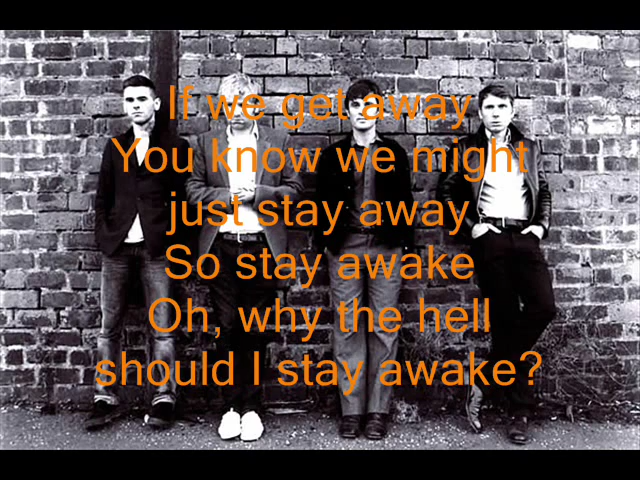 If we get away
You know we might
just stay away
So stay awake
Oh, why the hell
should I stay awake?